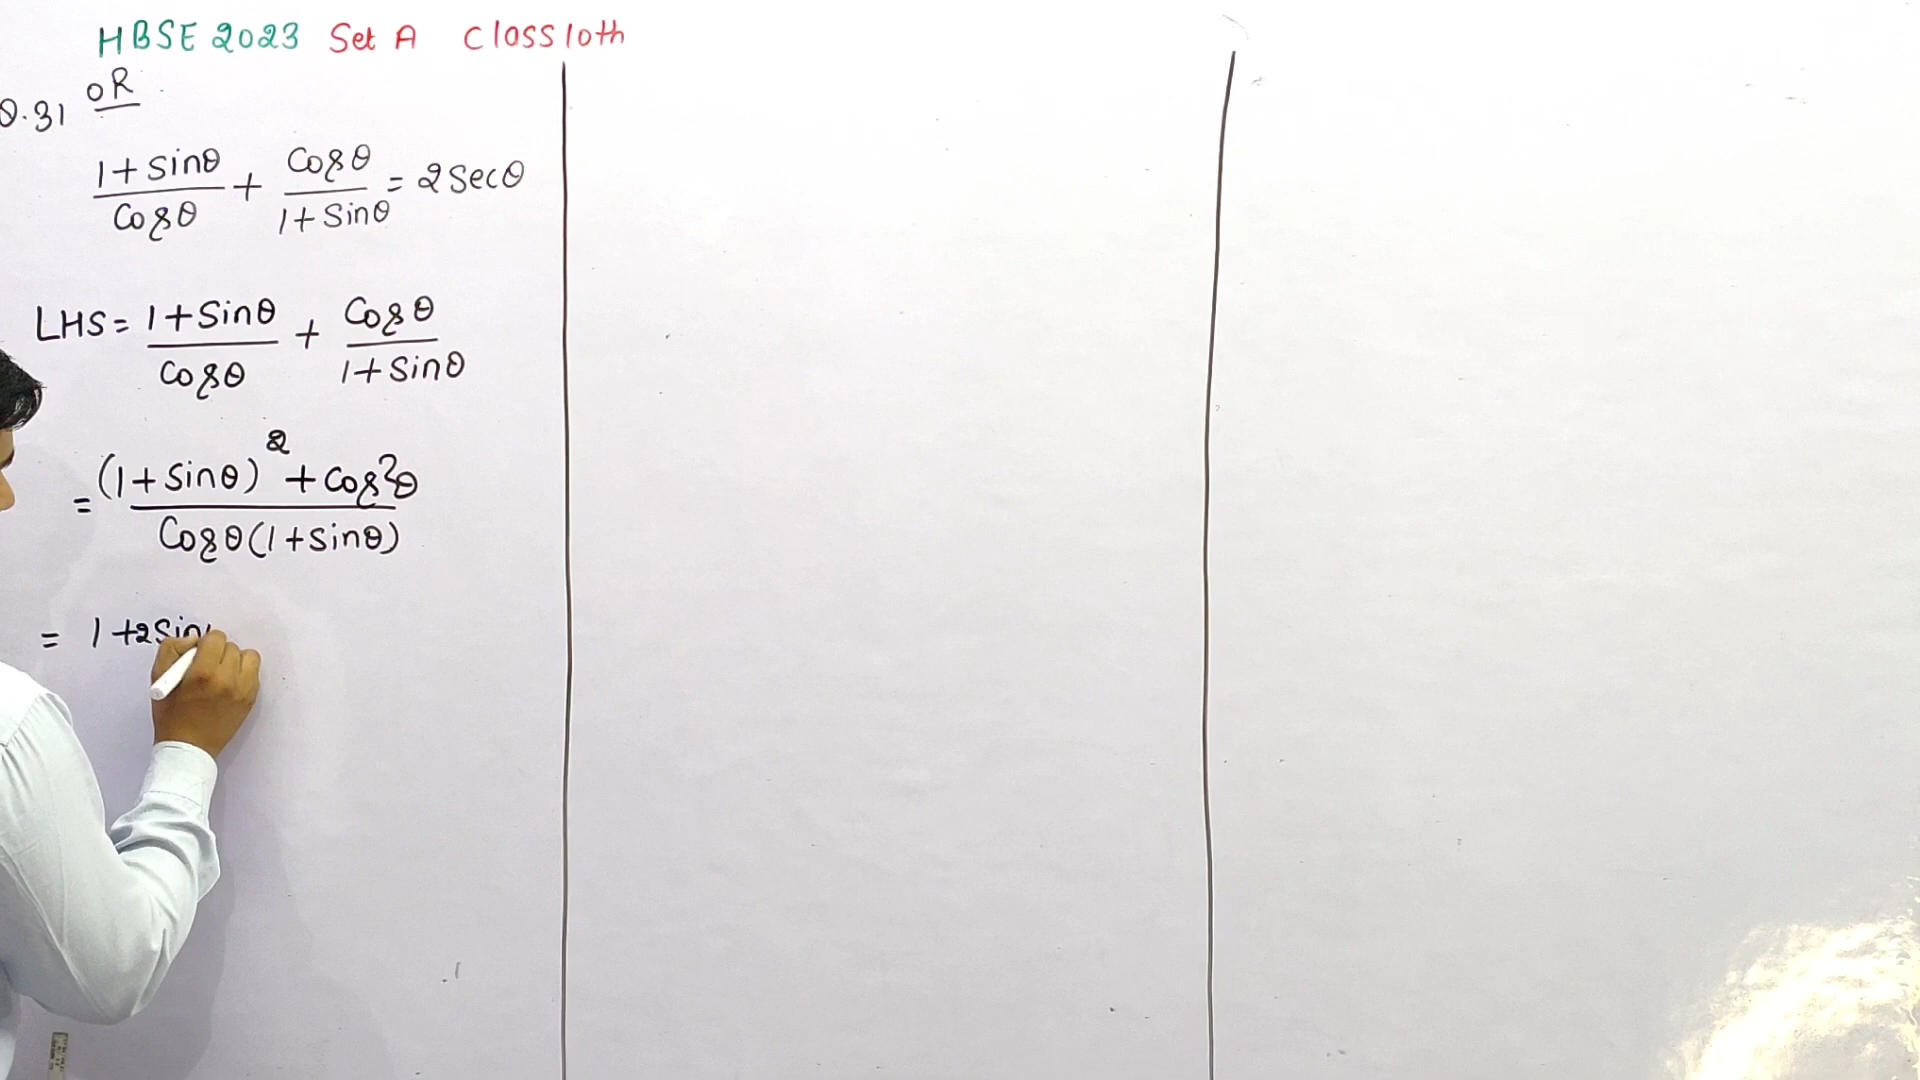 HBSE 2023 Set A Class 10th
Q.31 OR
(1+Sinθ)/Cosθ + Cosθ/(1+Sinθ) = 2Secθ
LHS = (1+Sinθ)/Cosθ + Cosθ/(1+Sinθ)
= ((1+Sinθ)² + Cos²θ)/(Cosθ(1+Sinθ))
= 1+2Sin